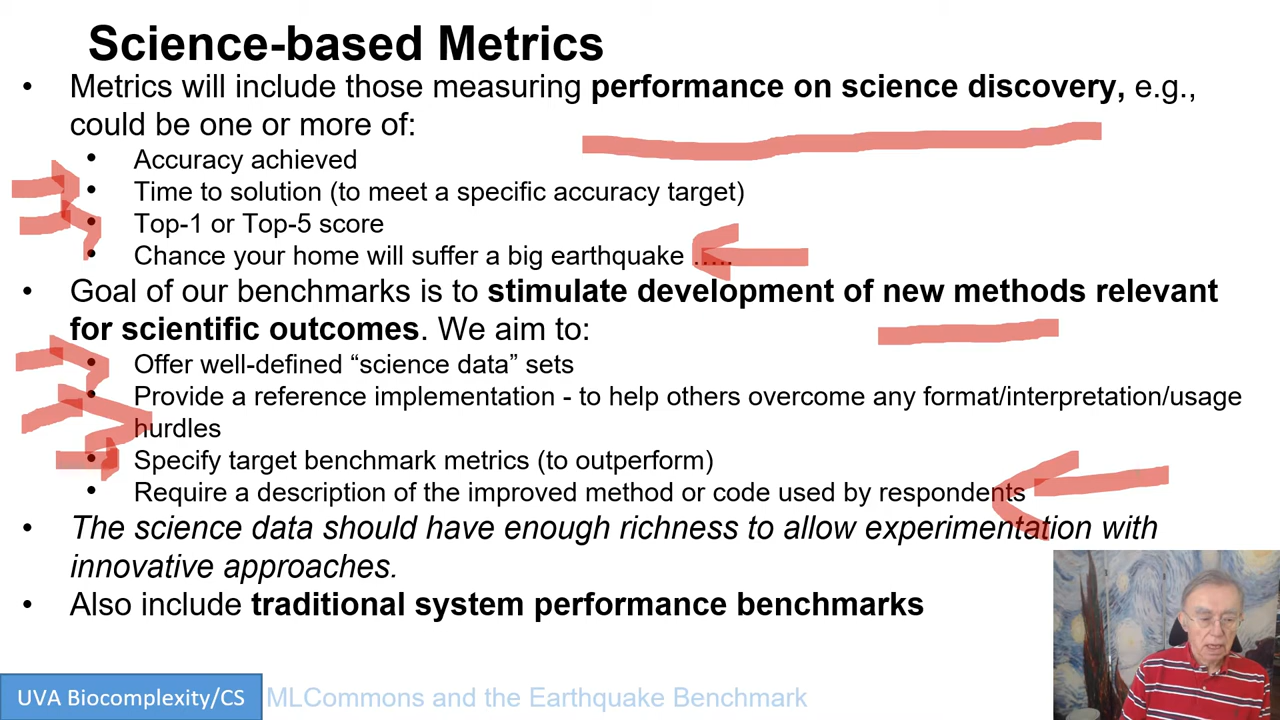 Science-based Metrics
• Metrics will include those measuring performance on science discovery, e.g.,
could be one or more of:
• Accuracy achieved
• Time to solution (to meet a specific accuracy target)
• Top-1 or Top-5 score
• Chance your home will suffer a big earthquake .....
• Goal of our benchmarks is to stimulate development of new methods relevant
for scientific outcomes. We aim to:
• Offer well-defined “science data” sets
• Provide a reference implementation - to help others overcome any format/interpretation/usage
hurdles
• Specify target benchmark metrics (to outperform)
• Require a description of the improved method or code used by respondents
• The science data should have enough richness to allow experimentation with
innovative approaches.
• Also include traditional system performance benchmarks
UVA Biocomplexity/CS
MLCommons and the Earthquake Benchmark